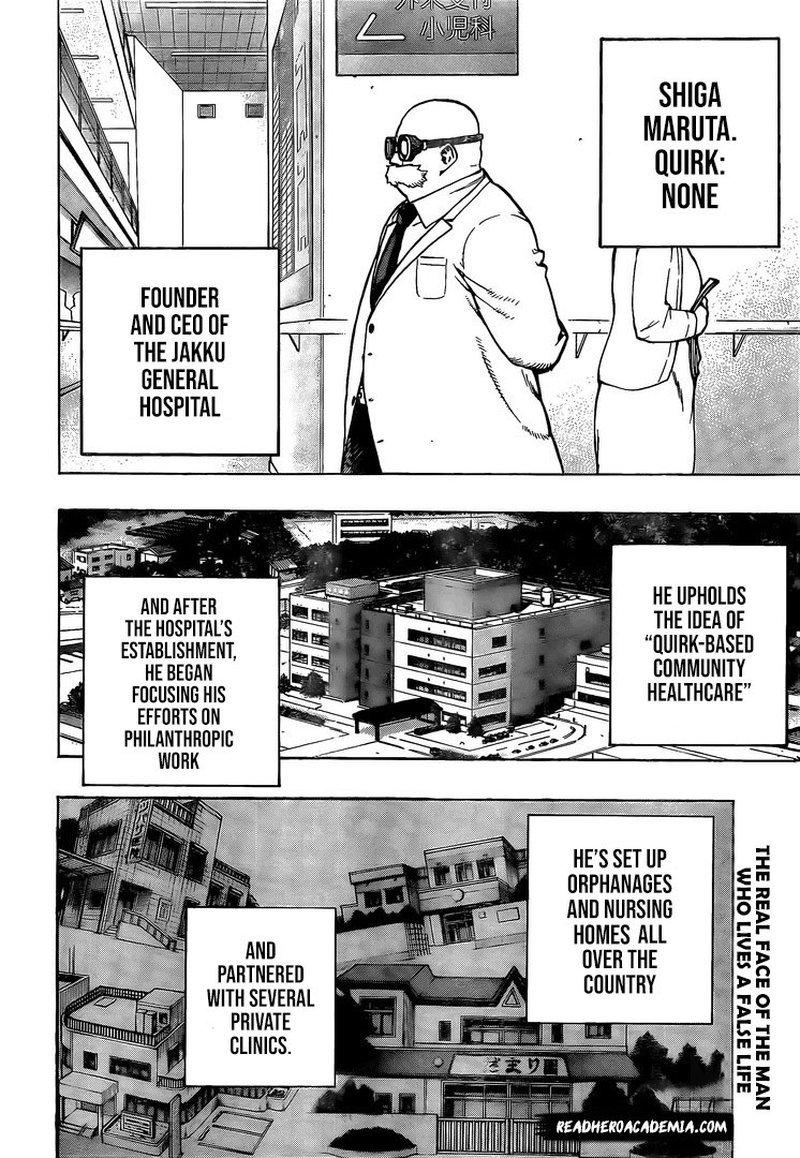 小児科
SHIGA
MARUTA.
QUIRK:
NONE
FOUNDER
AND CEO OF
THE JAKKU
GENERAL
HOSPITAL
HE UPHOLDS
THE IDEA OF
“QUIRK-BASED
COMMUNITY
HEALTHCARE”
AND AFTER
THE HOSPITAL’S
ESTABLISHMENT,
HE BEGAN
FOCUSING HIS
EFFORTS ON
PHILANTHROPIC
WORK
HE’S SET UP
ORPHANAGES
AND NURSING
HOMES ALL
OVER THE
COUNTRY
AND
PARTNERED
WITH SEVERAL
PRIVATE
CLINICS.
THE REAL FACE OF THE MAN
WHO LIVES A FALSE LIFE
READHEROACADEMIA.COM